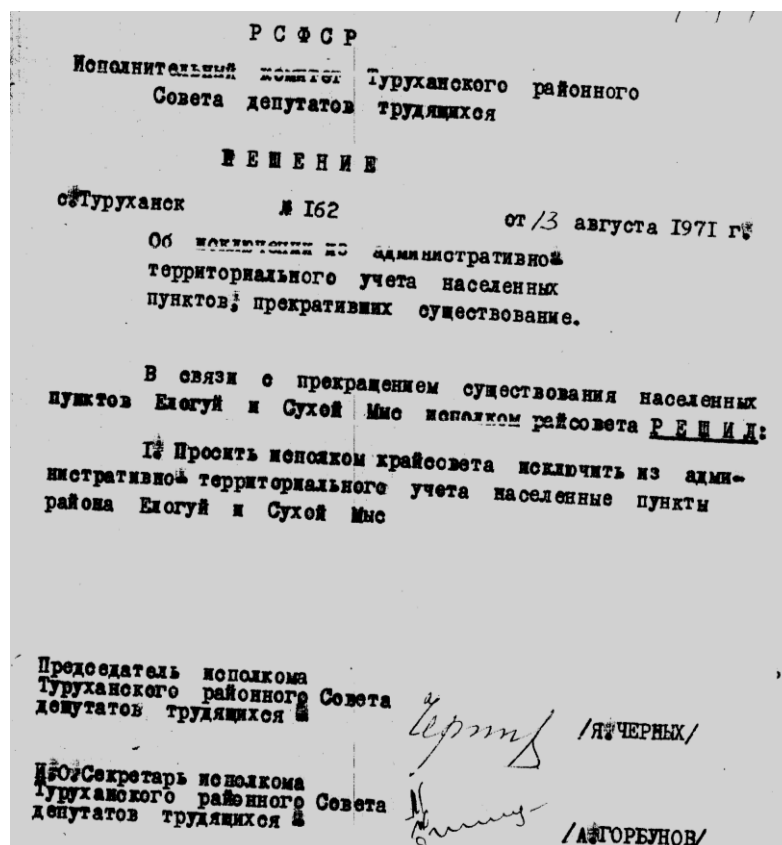 Р С Ф С Р
Исполнительный комитет Туруханского районного
Совета депутатов трудящихся
Р Е Ш Е Н И Е
с.Туруханск № 162 от 13 августа 1971 г.
Об исключении из административно-
территориального учета населенных
пунктов, прекративших существование.
В связи с прекращением существования населенных
пунктов Елогуй и Сухой Мыс исполком райсовета Р Е Ш И Л:
1. Просить исполком крайсовета исключить из адми-
нистративно-территориального учета населенные пункты
района Елогуй и Сухой Мыс
Председатель исполкома
Туруханского районного Совета
депутатов трудящихся -
/Я.ЧЕРНЫХ/
И.О.Секретарь исполкома
Туруханского районного Совета
депутатов трудящихся -
/А.ГОРБУНОВ/